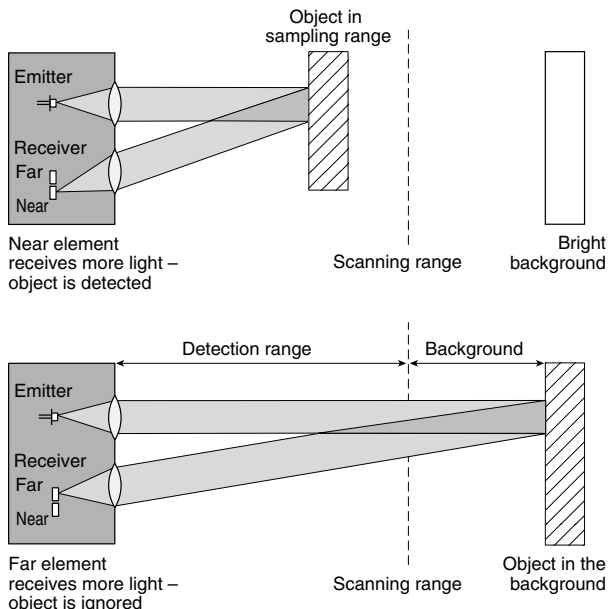 Object in
sampling range
Emitter
Receiver
Far
Near
Near element
receives more light –
object is detected
Scanning range
Bright
background
Detection range
Background
Emitter
Receiver
Far
Near
Far element
receives more light –
object is ignored
Scanning range
Object in the
background